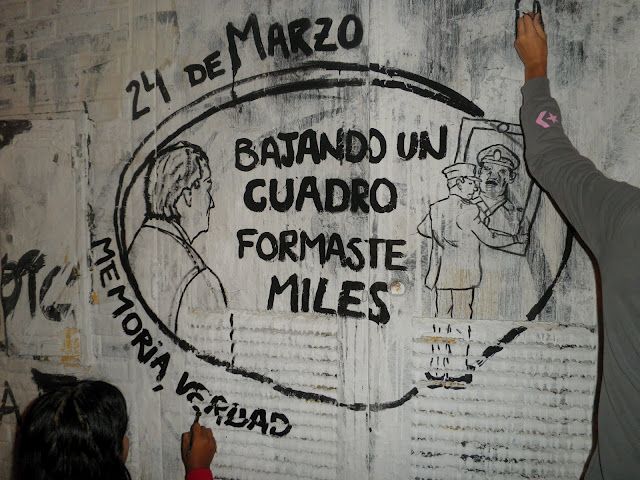 24 DE MARZO
BAJANDO UN
CUADRO
FORMASTE
MILES
MEMORIA, VERDAD